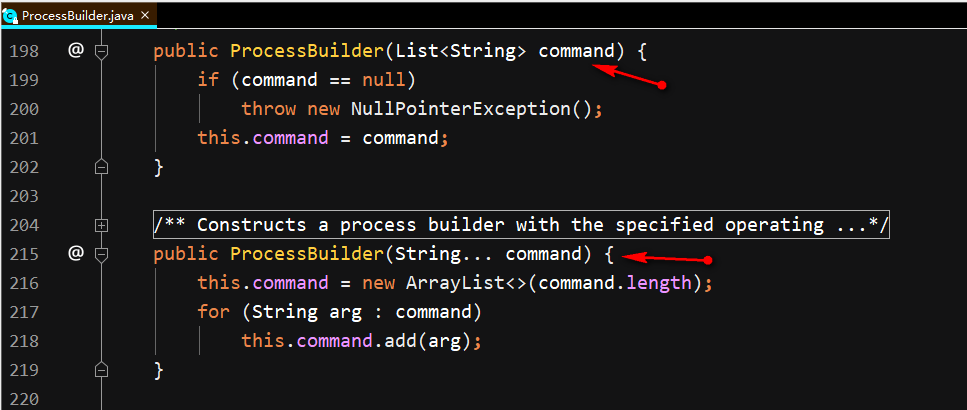 ProcessBuilder.java ×
198 @ public ProcessBuilder(List<String> command) {
199 if (command == null)
200 throw new NullPointerException();
201 this.command = command;
202 }
203
204 /** Constructs a process builder with the specified operating ...*/
215 @ public ProcessBuilder(String... command) {
216 this.command = new ArrayList<>(command.length);
217 for (String arg : command)
218 this.command.add(arg);
219 }
220